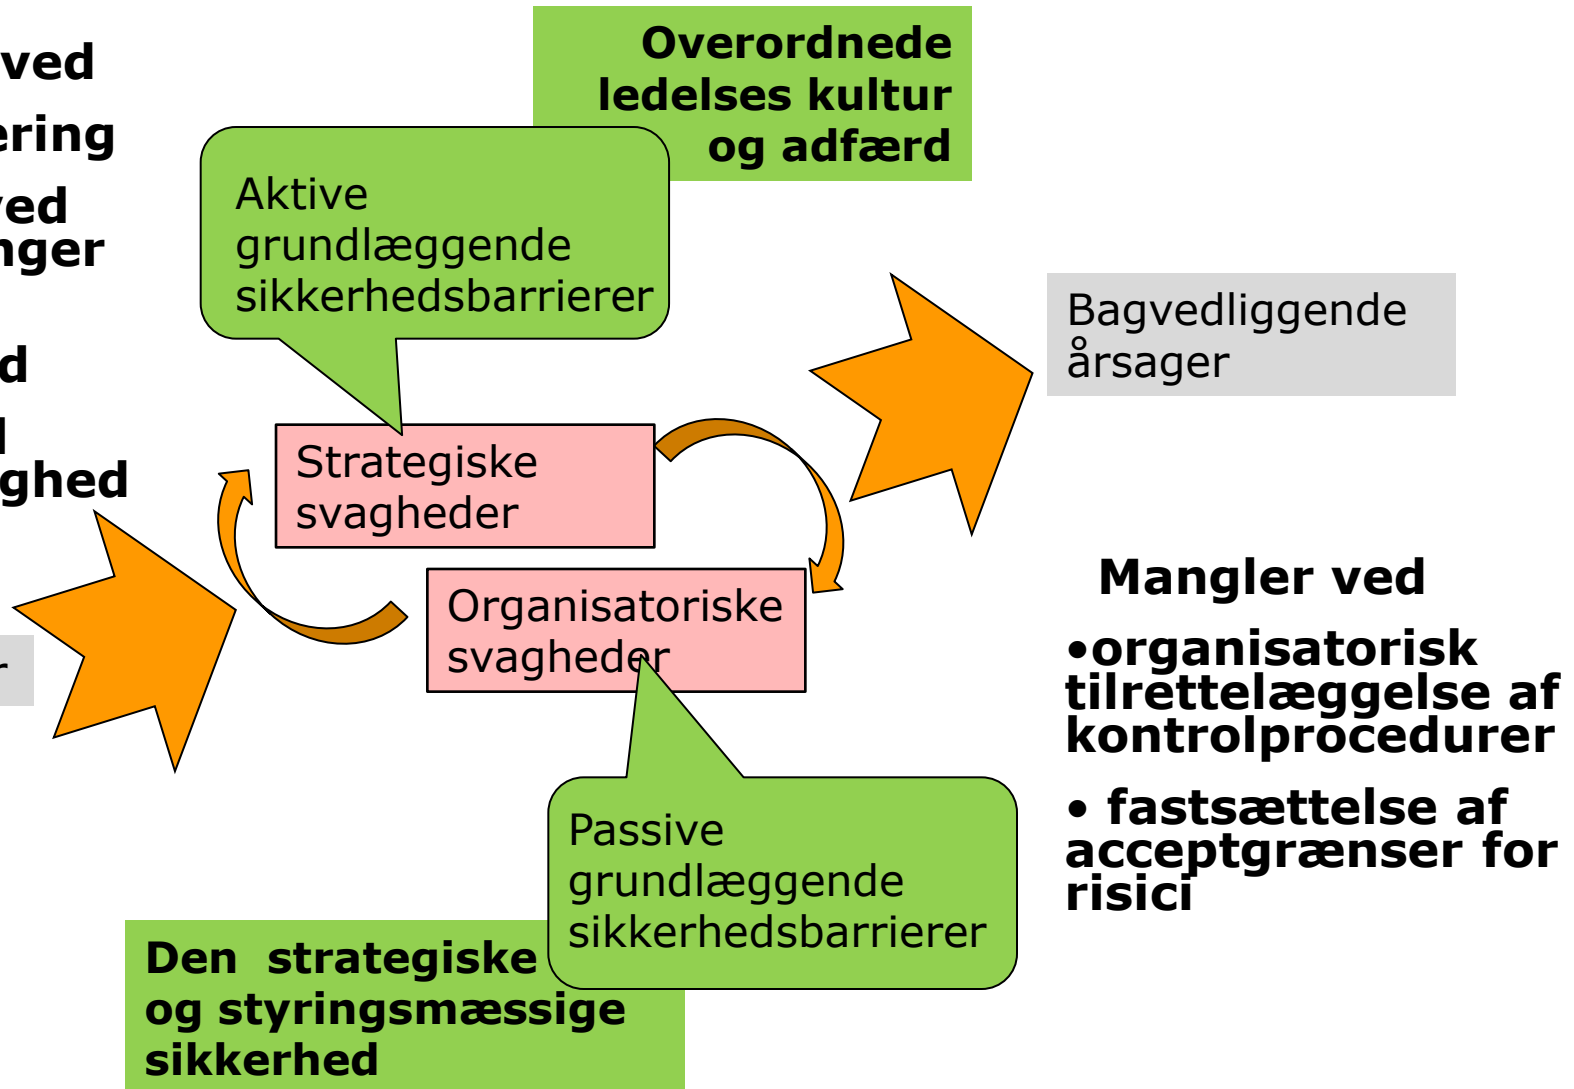 ved
ering
ved
nger
d
d
ghed
r
Overordnede
ledelses kultur
og adfærd
Aktive
grundlæggende
sikkerhedsbarrierer
Bagvedliggende
årsager
Strategiske
svagheder
Organisatoriske
svagheder
Mangler ved
•organisatorisk
tilrettelæggelse af
kontrolprocedurer
• fastsættelse af
acceptgrænser for
risici
Passive
grundlæggende
sikkerhedsbarrierer
Den strategiske
og styringsmæssige
sikkerhed